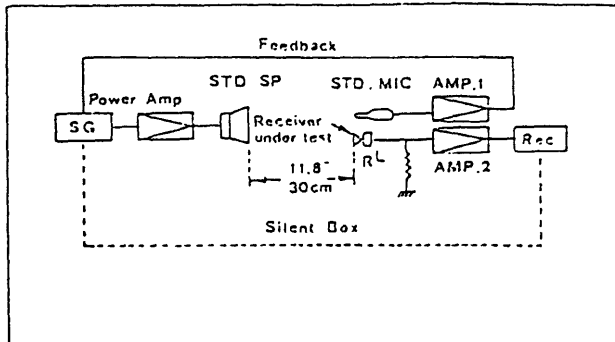 Feedback
STD SP
STD. MIC
AMP.1
Power Amp
SG
Receiver
under test
Rec
AMP.2
RL
11.8"
30cm
Silent Box